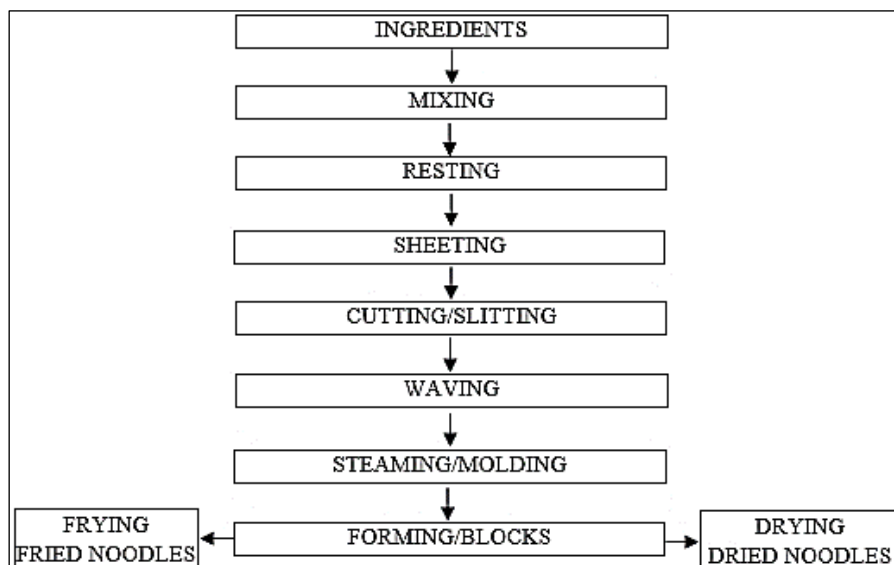 INGREDIENTS
MIXING
RESTING
SHEETING
CUTTING/SLITTING
WAVING
STEAMING/MOLDING
FRYING
FRIED NOODLES
FORMING/BLOCKS
DRYING
DRIED NOODLES